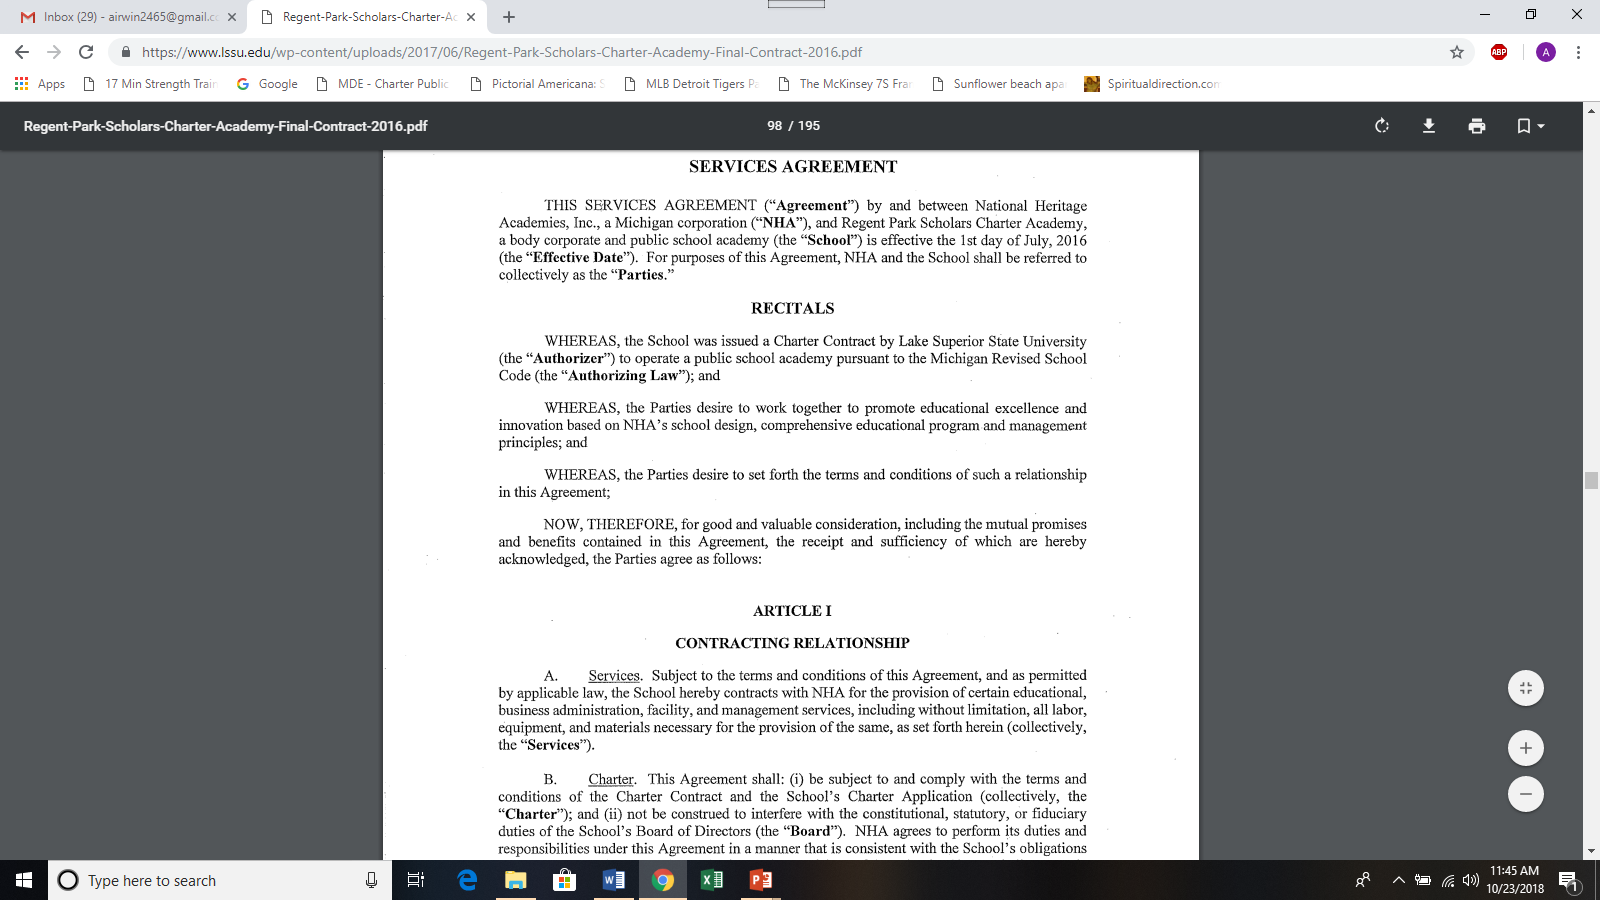 Inbox (29) - airwin2465@gmail.c
Regent-Park-Scholars-Charter-Ac
https://www.lssu.edu/wp-content/uploads/2017/06/Regent-Park-Scholars-Charter-Academy-Final-Contract-2016.pdf
ABP
A
Apps
17 Min Strength Train
Google
MDE - Charter Public
Pictorial Americana: S
MLB Detroit Tigers Pa
The McKinsey 7S Fra
Sunflower beach apa
Spiritualdirection.com
Regent-Park-Scholars-Charter-Academy-Final-Contract-2016.pdf
98 / 195
SERVICES AGREEMENT
THIS SERVICES AGREEMENT (“Agreement”) by and between National Heritage
Academies, Inc., a Michigan corporation (“NHA”), and Regent Park Scholars Charter Academy,
a body corporate and public school academy (the “School”) is effective the 1st day of July, 2016
(the “Effective Date”). For purposes of this Agreement, NHA and the School shall be referred to
collectively as the “Parties.”
RECITALS
WHEREAS, the School was issued a Charter Contract by Lake Superior State University
(the “Authorizer”) to operate a public school academy pursuant to the Michigan Revised School
Code (the “Authorizing Law”); and
WHEREAS, the Parties desire to work together to promote educational excellence and
innovation based on NHA’s school design, comprehensive educational program and management
principles; and
WHEREAS, the Parties desire to set forth the terms and conditions of such a relationship
in this Agreement;
NOW, THEREFORE, for good and valuable consideration, including the mutual promises
and benefits contained in this Agreement, the receipt and sufficiency of which are hereby
acknowledged, the Parties agree as follows:
ARTICLE I
CONTRACTING RELATIONSHIP
A. Services. Subject to the terms and conditions of this Agreement, and as permitted
by applicable law, the School hereby contracts with NHA for the provision of certain educational,
business administration, facility, and management services, including without limitation, all labor,
equipment, and materials necessary for the provision of the same, as set forth herein (collectively,
the “Services”).
B. Charter. This Agreement shall: (i) be subject to and comply with the terms and
conditions of the Charter Contract and the School’s Charter Application (collectively, the
“Charter”); and (ii) not be construed to interfere with the constitutional, statutory, or fiduciary
duties of the School’s Board of Directors (the “Board”). NHA agrees to perform its duties and
responsibilities under this Agreement in a manner that is consistent with the School’s obligations
Type here to search
11:45 AM
10/23/2018
1